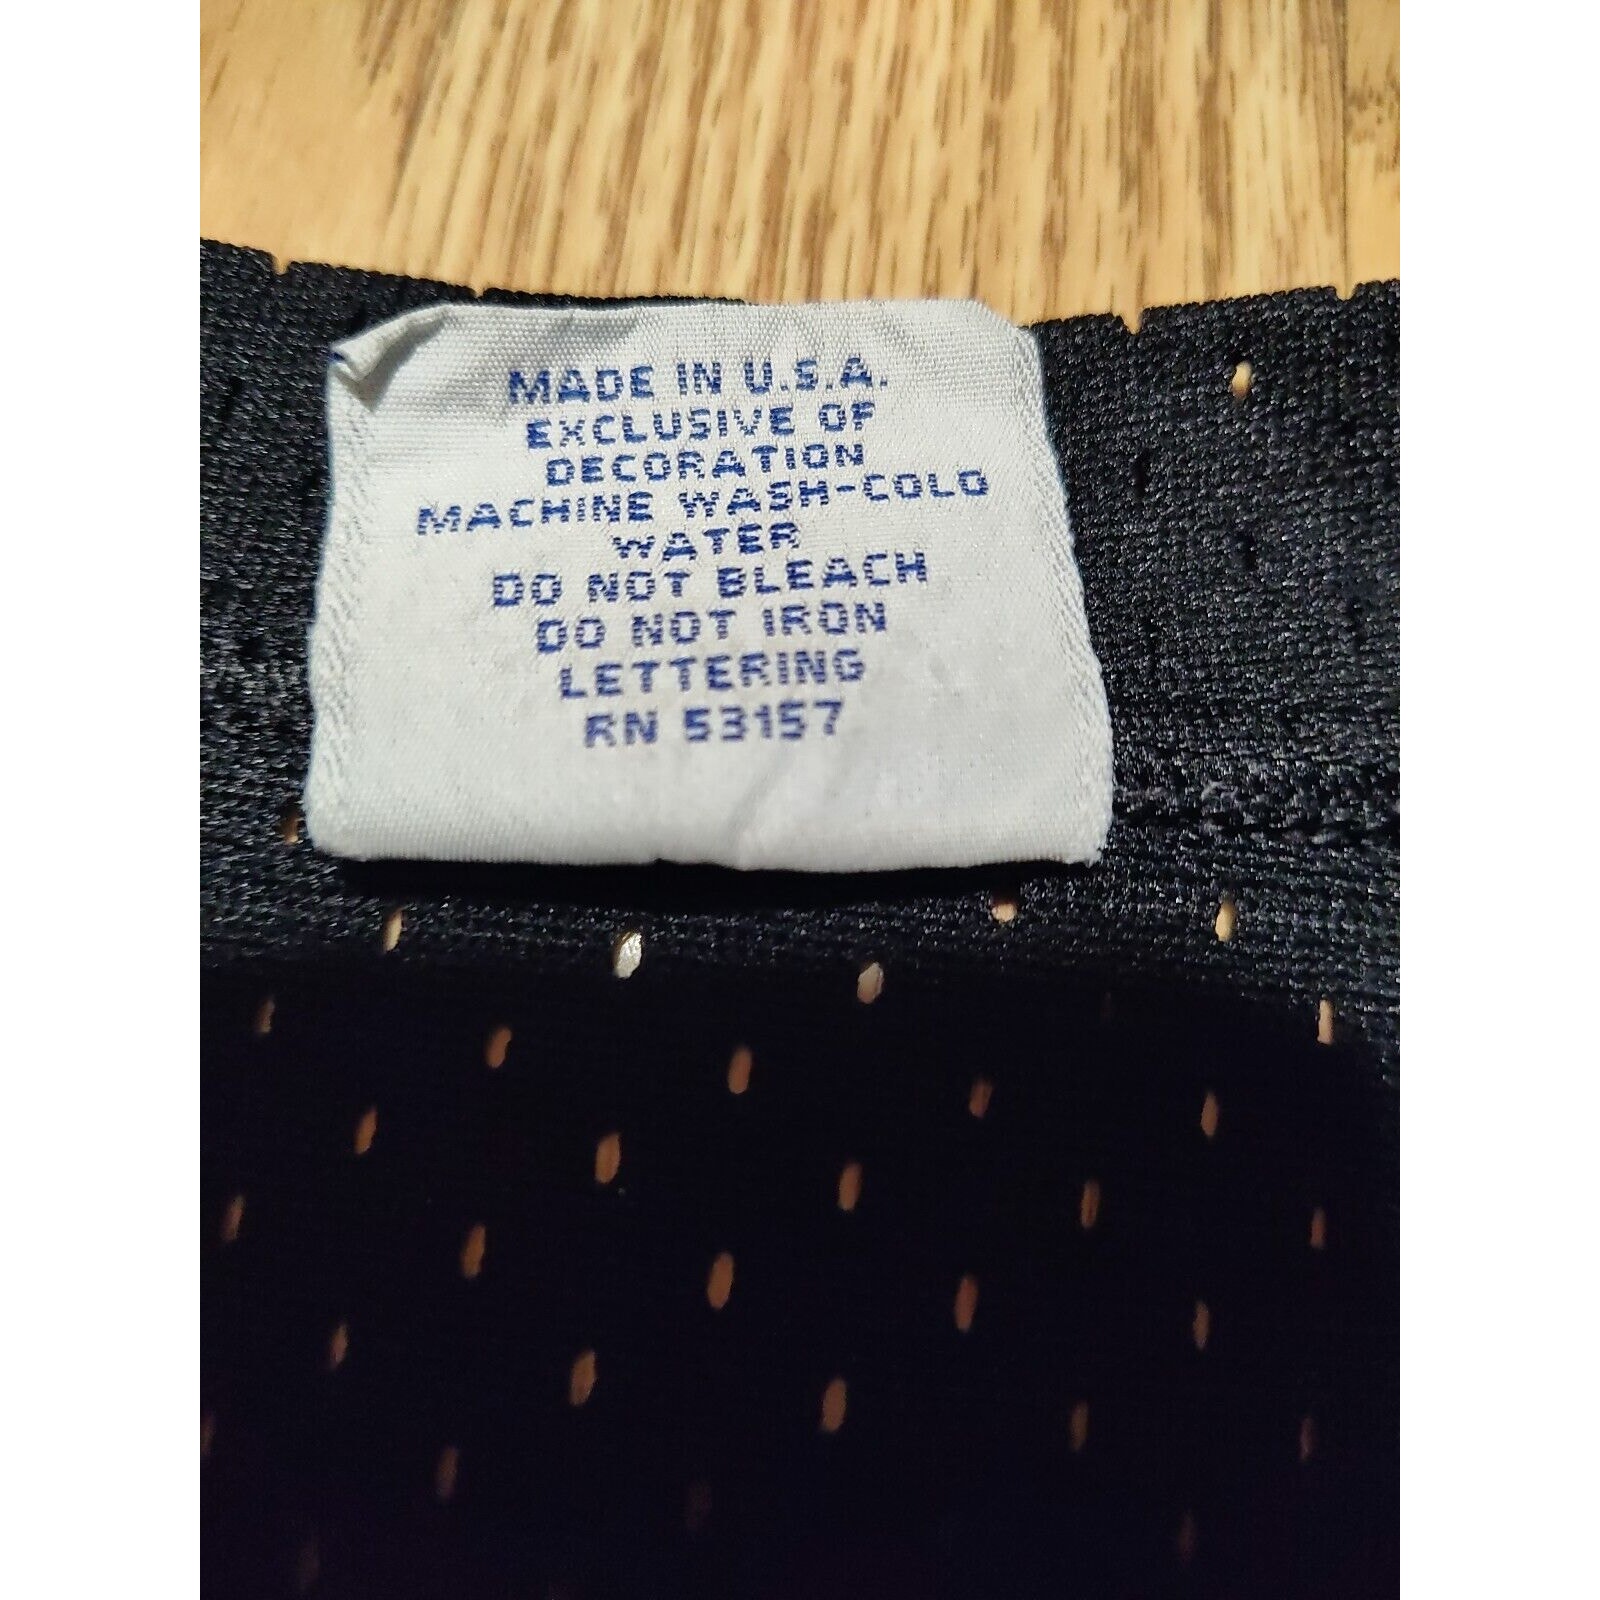 MADE IN U.S.A.
EXCLUSIVE OF
DECORATION
MACHINE WASH-COLD
WATER
DO NOT BLEACH
DO NOT IRON
LETTERING
RN 53157